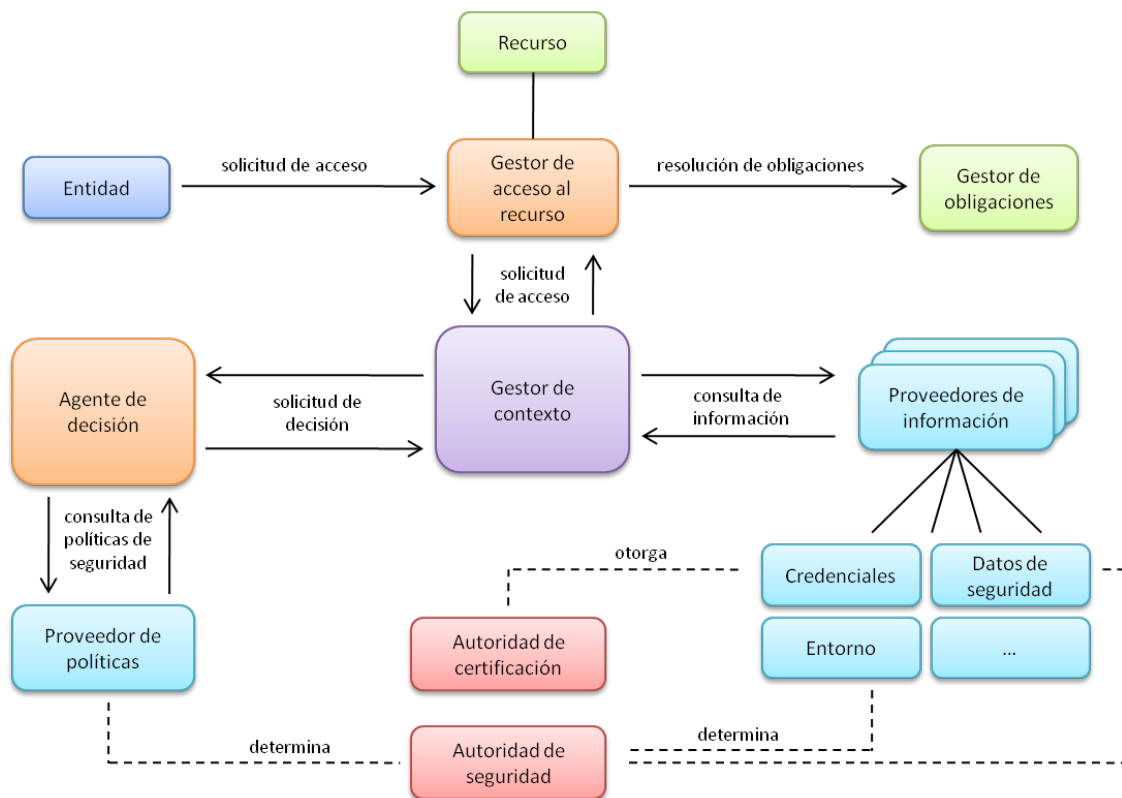 Recurso
solicitud de acceso
Gestor de
acceso al
recurso
resolución de obligaciones
Entidad
Gestor de
obligaciones
solicitud
de acceso
Agente de
decisión
solicitud de
decisión
Gestor de
contexto
consulta de
información
Proveedores de
información
consulta de
políticas de
seguridad
otorga
Credenciales
Datos de
seguridad
Proveedor de
políticas
Autoridad de
certificación
Entorno
...
determina
Autoridad de
seguridad
determina